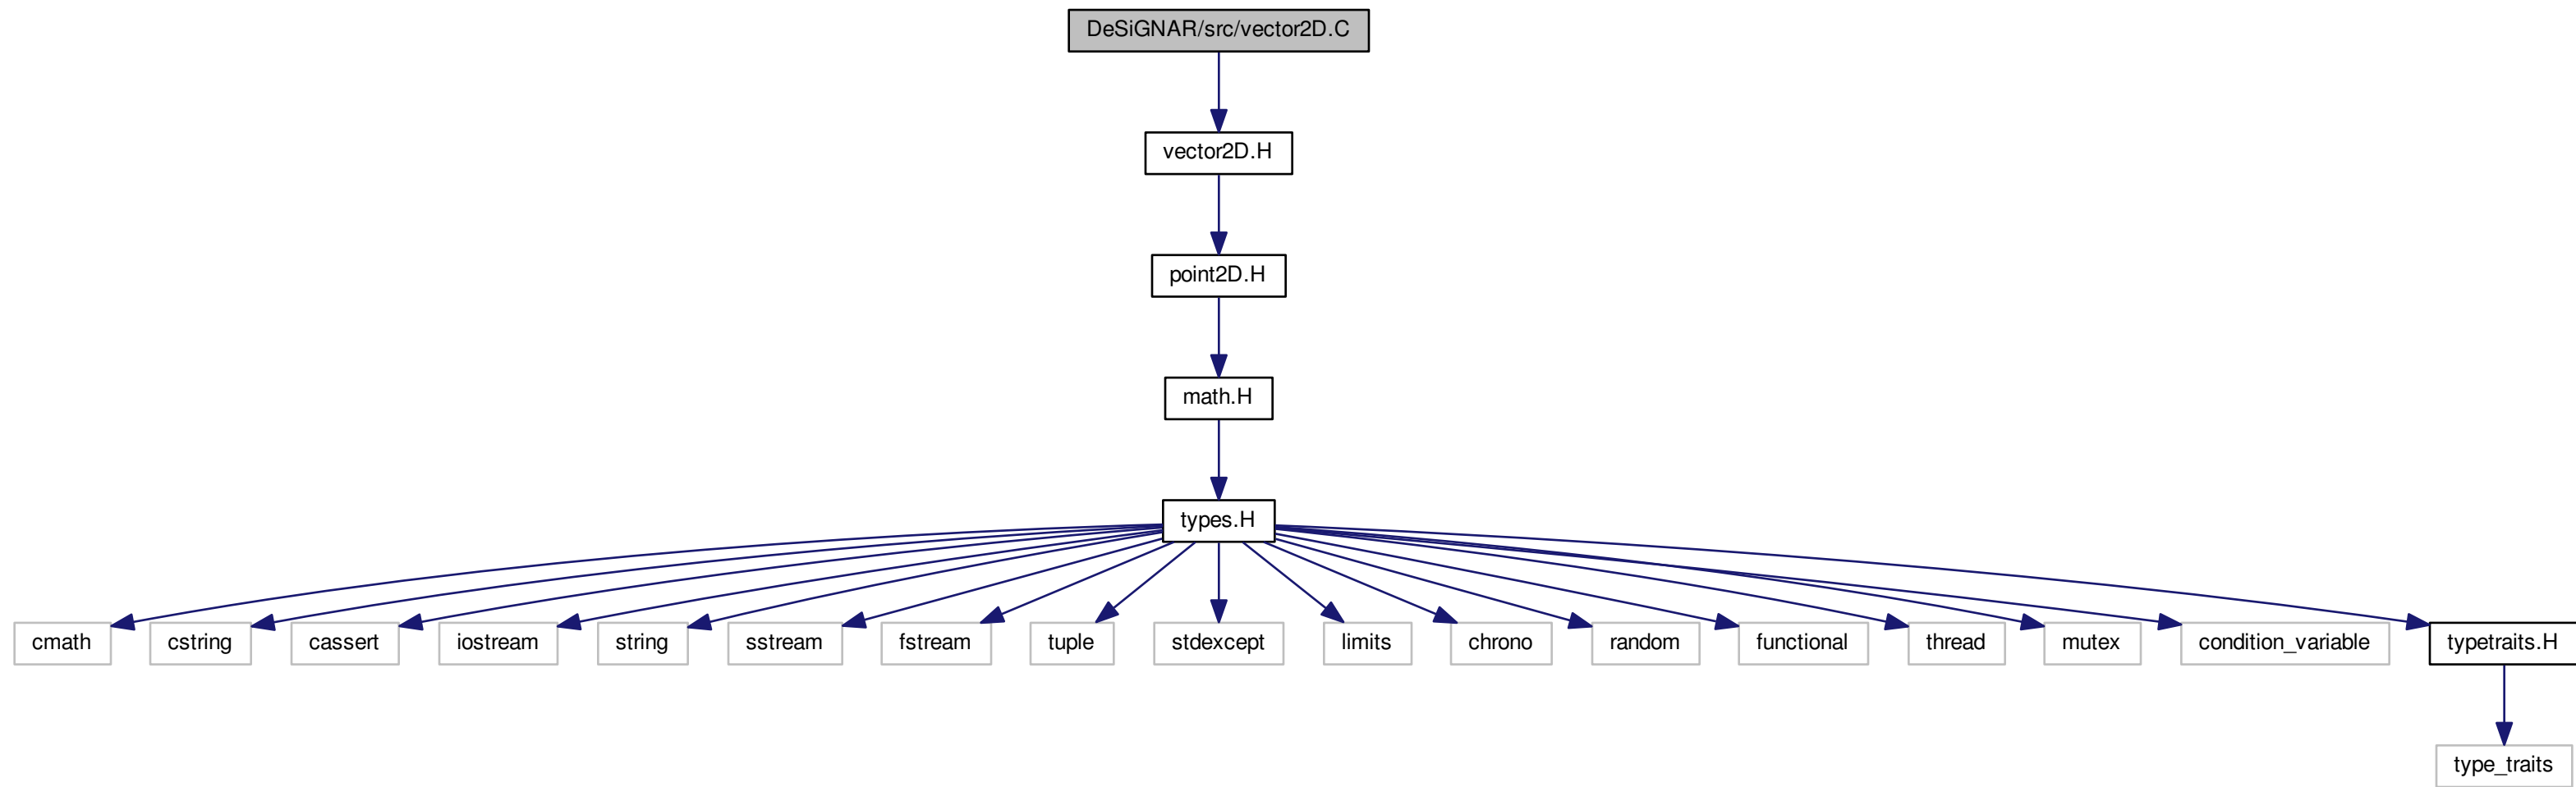 DeSiGNAR/src/vector2D.C
vector2D.H
point2D.H
math.H
types.H
cmath
cstring
cassert
iostream
string
sstream
fstream
tuple
stdexcept
limits
chrono
random
functional
thread
mutex
condition_variable
typetraits.H
type_traits